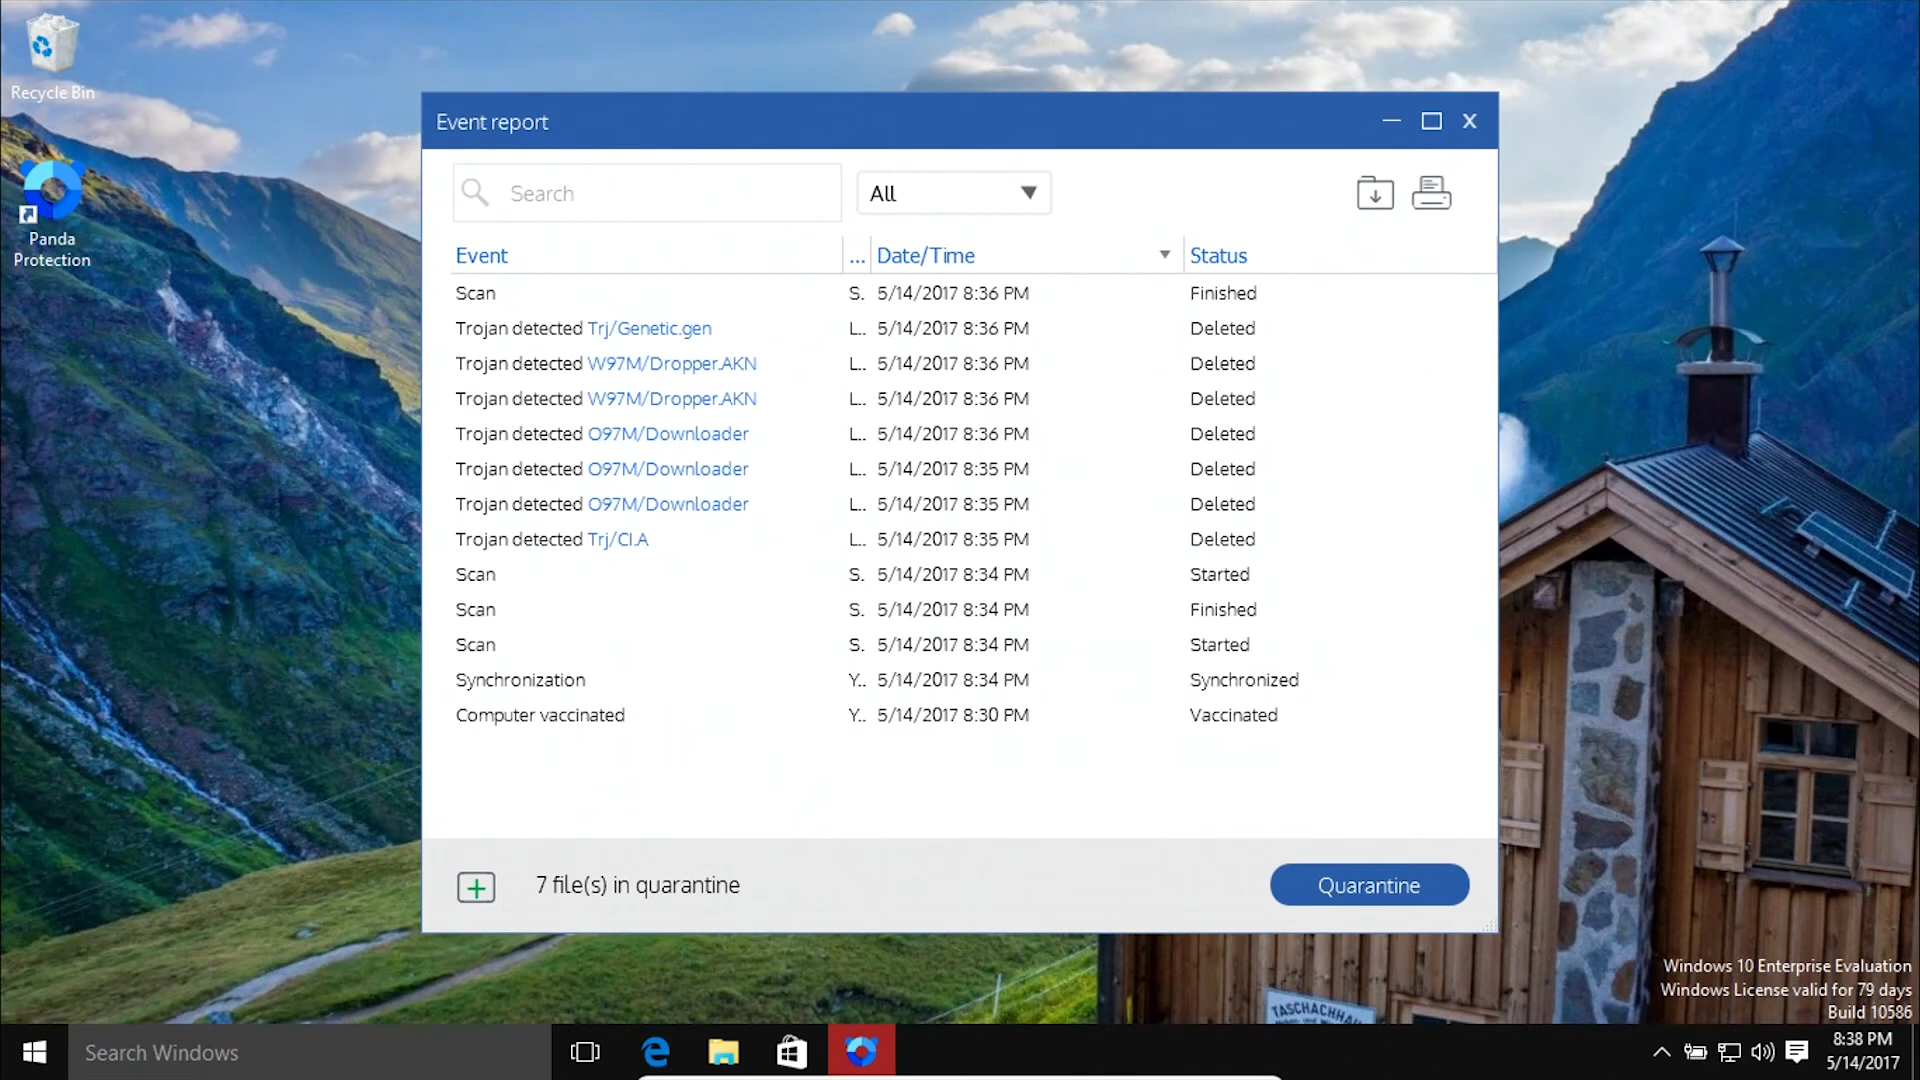 Recycle Bin
Panda
Protection
Event report
Search
All
Event ... Date/Time Status
Scan S. 5/14/2017 8:36 PM Finished
Trojan detected Trj/Genetic.gen L.. 5/14/2017 8:36 PM Deleted
Trojan detected W97M/Dropper.AKN L.. 5/14/2017 8:36 PM Deleted
Trojan detected W97M/Dropper.AKN L.. 5/14/2017 8:36 PM Deleted
Trojan detected O97M/Downloader L.. 5/14/2017 8:36 PM Deleted
Trojan detected O97M/Downloader L.. 5/14/2017 8:35 PM Deleted
Trojan detected O97M/Downloader L.. 5/14/2017 8:35 PM Deleted
Trojan detected Trj/CI.A L.. 5/14/2017 8:35 PM Deleted
Scan S. 5/14/2017 8:34 PM Started
Scan S. 5/14/2017 8:34 PM Finished
Scan S. 5/14/2017 8:34 PM Started
Synchronization Y.. 5/14/2017 8:34 PM Synchronized
Computer vaccinated Y.. 5/14/2017 8:30 PM Vaccinated
7 file(s) in quarantine
Quarantine
Windows 10 Enterprise Evaluation
Windows License valid for 79 days
Build 10586
TASCHACHHAU
Search Windows
8:38 PM
5/14/2017